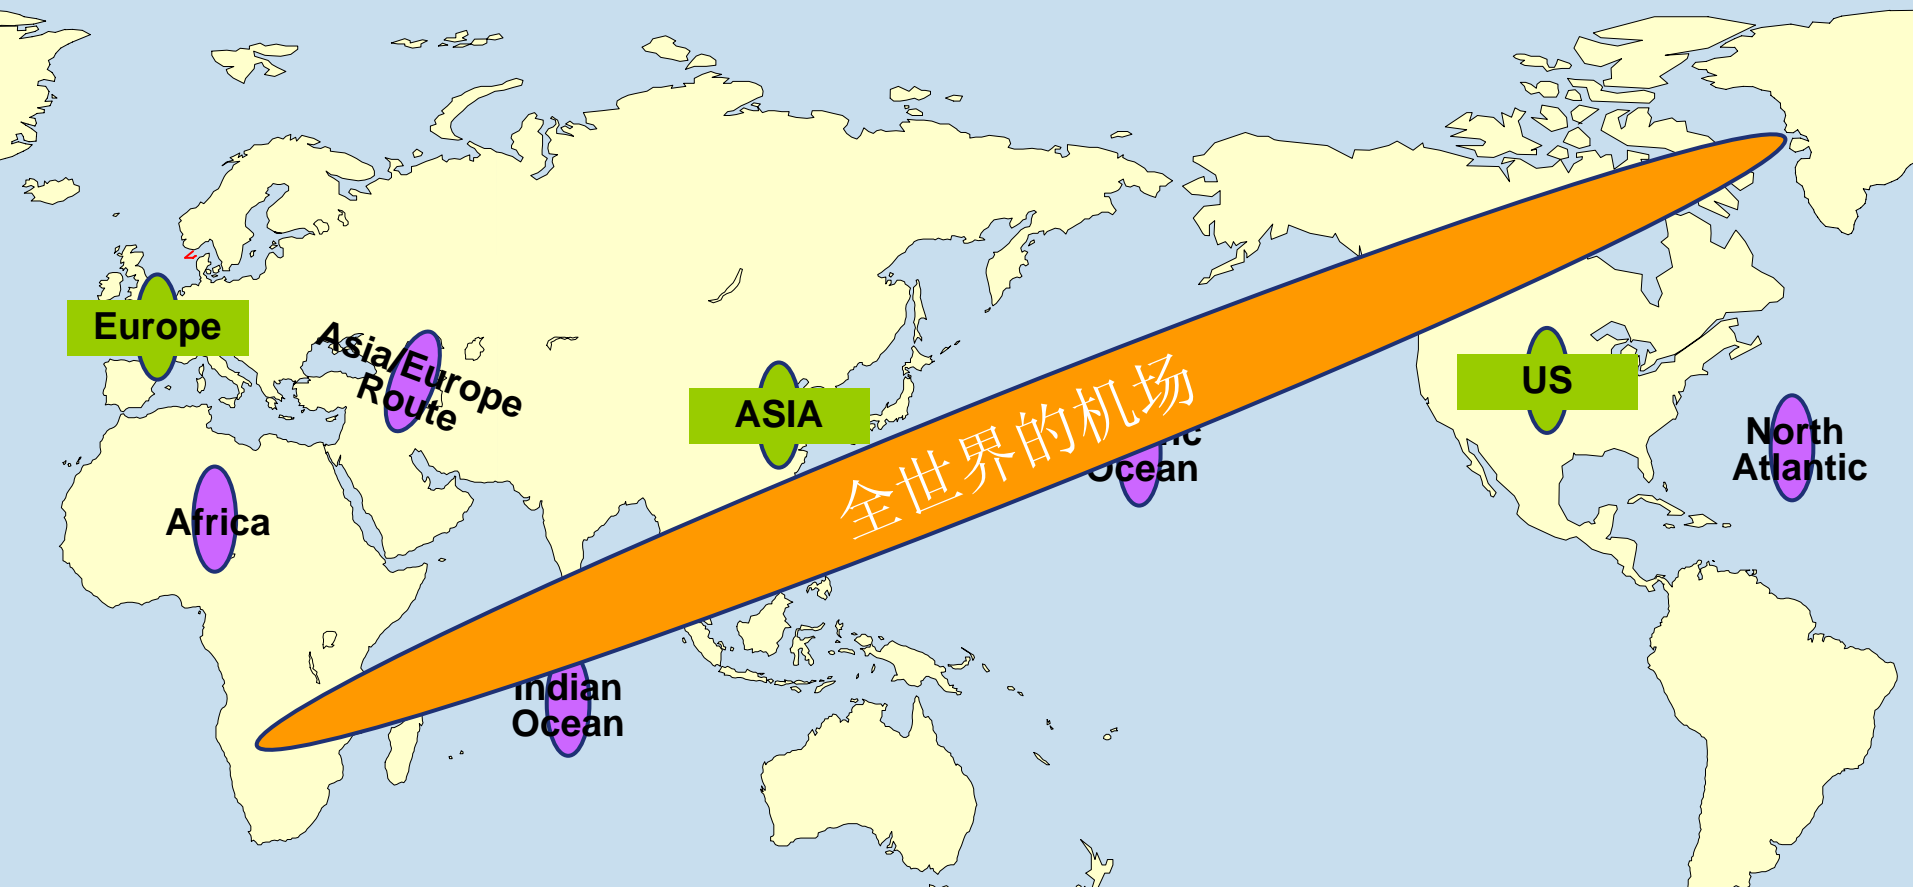 Europe
Asia/Europe
Route
ASIA
US
North
Atlantic
全世界的机场
Ocean
Africa
Indian
Ocean